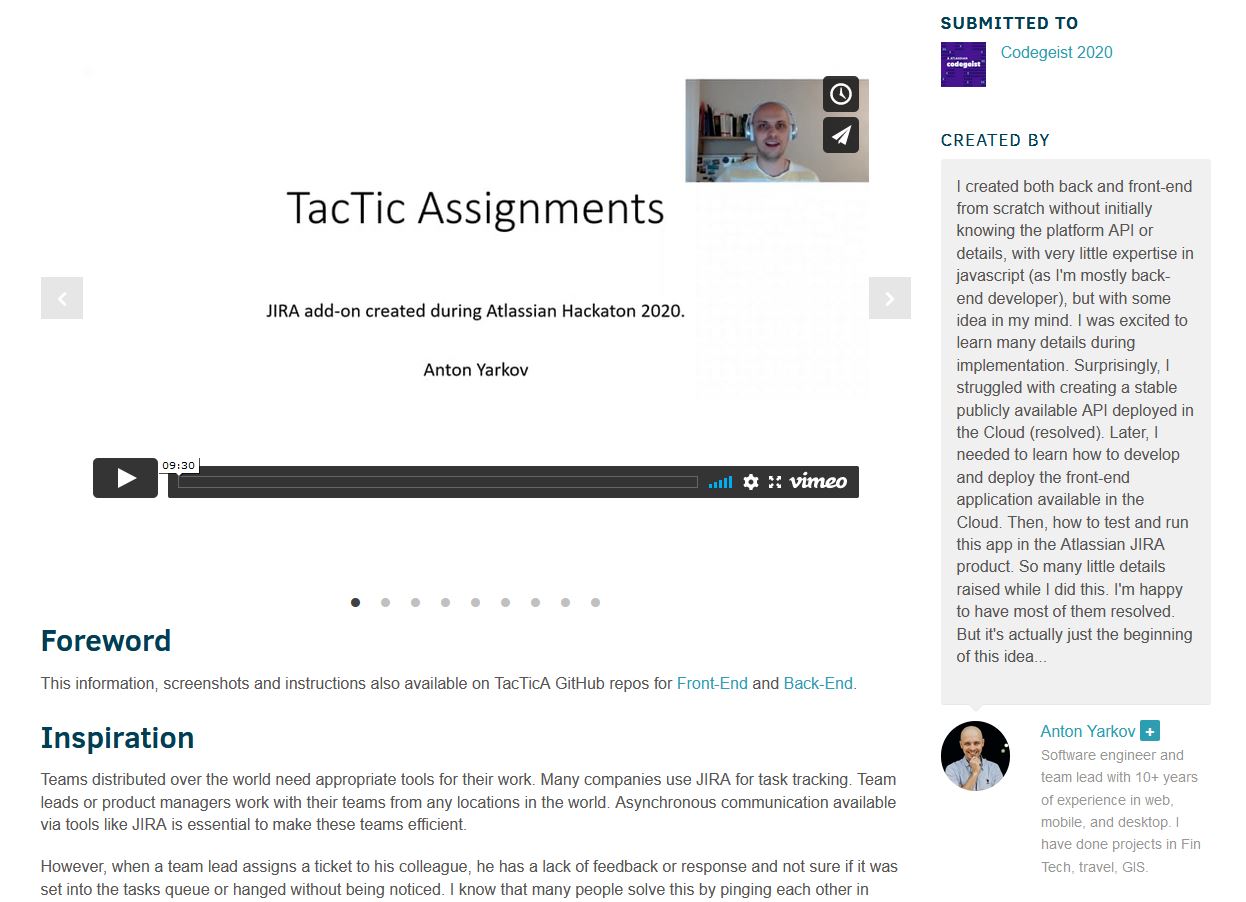 TacTic Assignments
JIRA add-on created during Atlassian Hackaton 2020.
Anton Yarkov
09:30
vimeo
Foreword
This information, screenshots and instructions also available on TacTicA GitHub repos for Front-End and Back-End.
Inspiration
Teams distributed over the world need appropriate tools for their work. Many companies use JIRA for task tracking. Team
leads or product managers work with their teams from any locations in the world. Asynchronous communication available
via tools like JIRA is essential to make these teams efficient.
However, when a team lead assigns a ticket to his colleague, he has a lack of feedback or response and not sure if it was
set into the tasks queue or hanged without being noticed. I know that many people solve this by pinging each other in
SUBMITTED TO
ATLASSIAN
codegeist
Codegeist 2020
CREATED BY
I created both back and front-end
from scratch without initially
knowing the platform API or
details, with very little expertise in
javascript (as I'm mostly back-
end developer), but with some
idea in my mind. I was excited to
learn many details during
implementation. Surprisingly, I
struggled with creating a stable
publicly available API deployed in
the Cloud (resolved). Later, I
needed to learn how to develop
and deploy the front-end
application available in the
Cloud. Then, how to test and run
this app in the Atlassian JIRA
product. So many little details
raised while I did this. I'm happy
to have most of them resolved.
But it's actually just the beginning
of this idea...
Anton Yarkov +
Software engineer and
team lead with 10+ years
of experience in web,
mobile, and desktop. I
have done projects in Fin
Tech, travel, GIS.